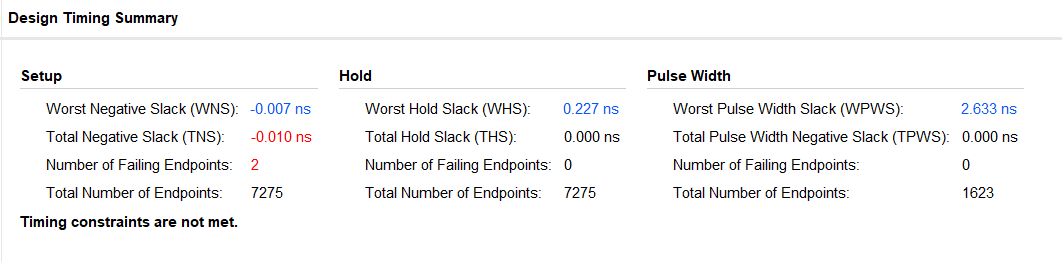 Design Timing Summary
Setup Hold Pulse Width
Worst Negative Slack (WNS): -0.007 ns Worst Hold Slack (WHS): 0.227 ns Worst Pulse Width Slack (WPWS): 2.633 ns
Total Negative Slack (TNS): -0.010 ns Total Hold Slack (THS): 0.000 ns Total Pulse Width Negative Slack (TPWS): 0.000 ns
Number of Failing Endpoints: 2 Number of Failing Endpoints: 0 Number of Failing Endpoints: 0
Total Number of Endpoints: 7275 Total Number of Endpoints: 7275 Total Number of Endpoints: 1623
Timing constraints are not met.